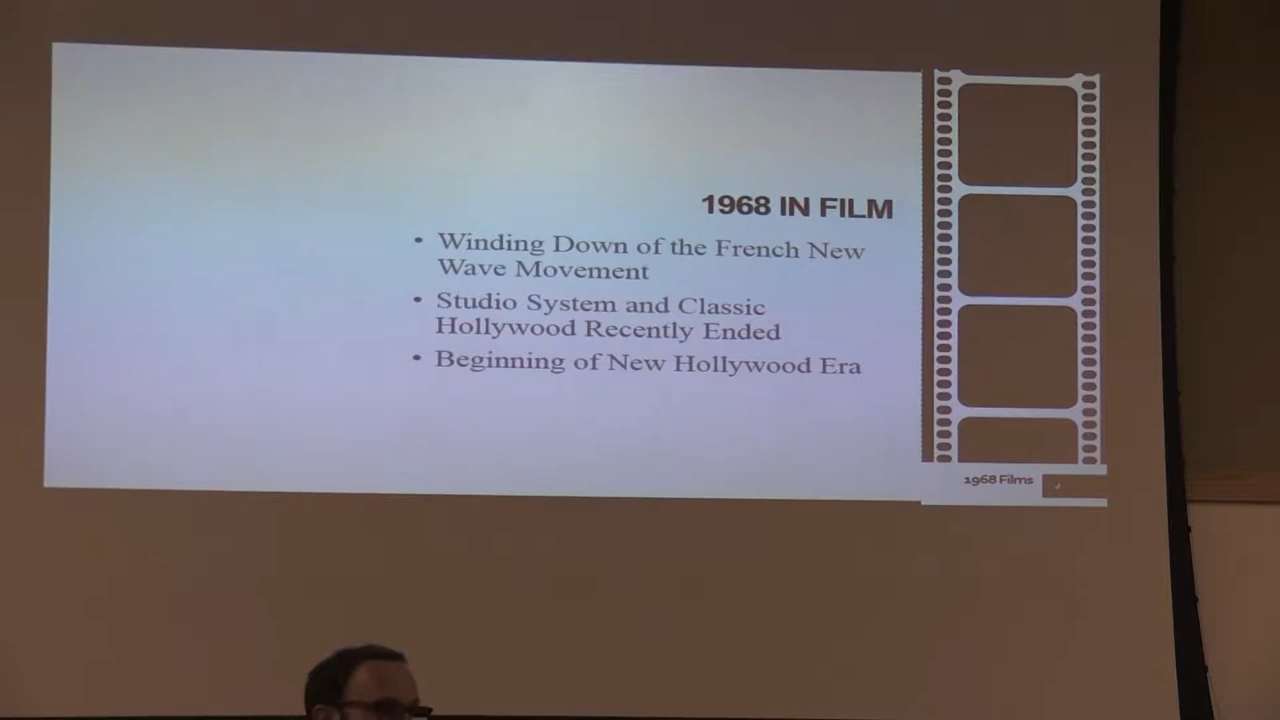 1968 IN FILM
• Winding Down of the French New
Wave Movement
• Studio System and Classic
Hollywood Recently Ended
• Beginning of New Hollywood Era
1968 Films